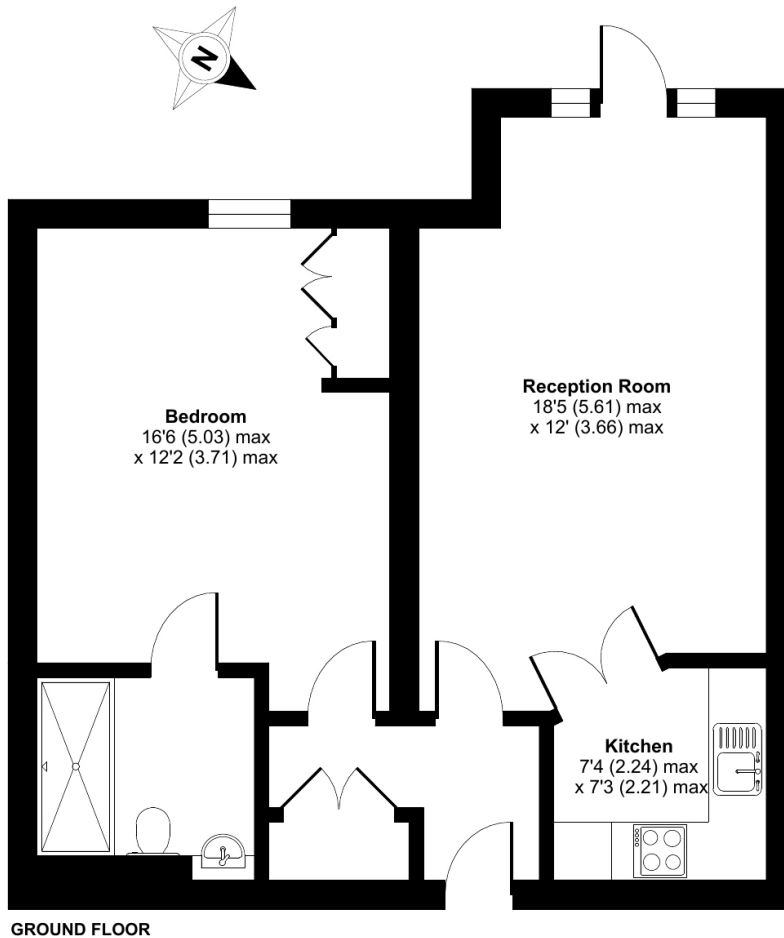 N
Reception Room
18'5 (5.61) max
x 12' (3.66) max
Bedroom
16'6 (5.03) max
x 12'2 (3.71) max
Kitchen
7'4 (2.24) max
x 7'3 (2.21) max
GROUND FLOOR